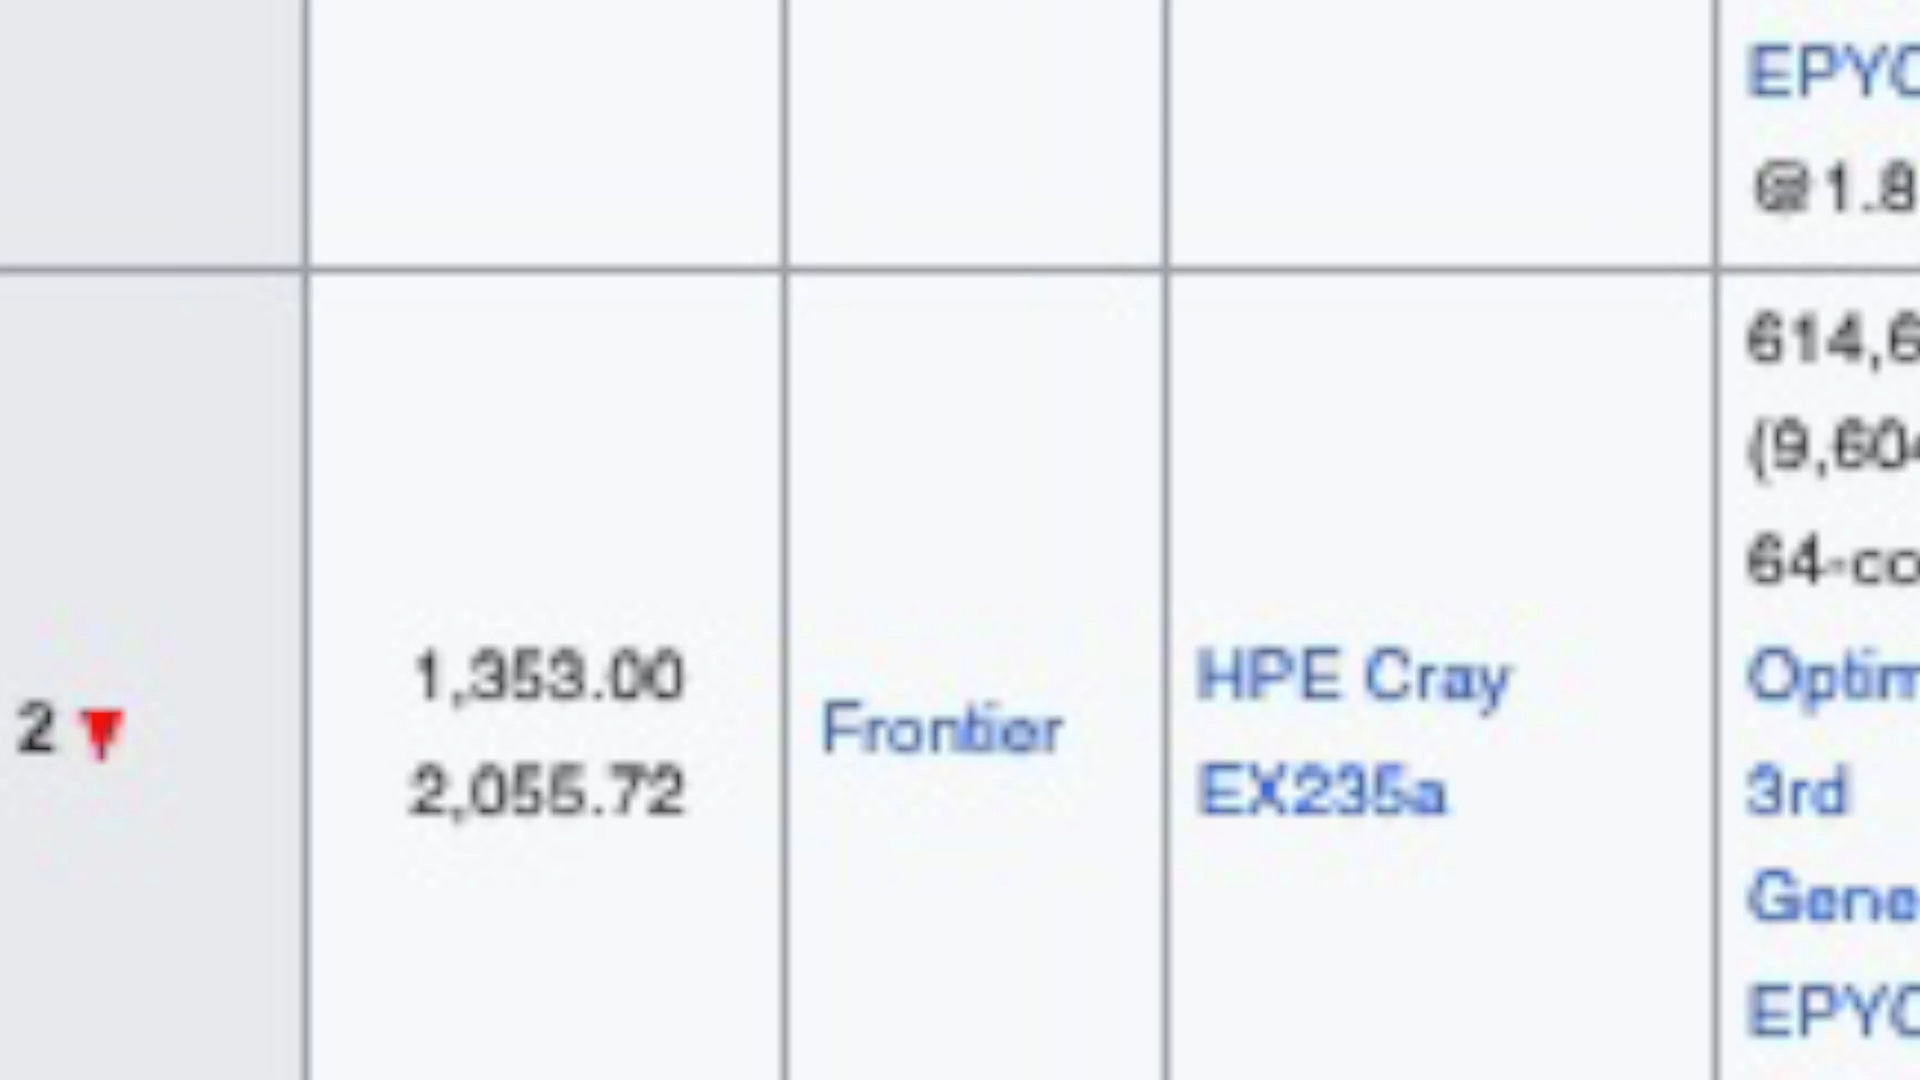 EPYC
@1.8
2 ▼
1,353.00
2,055.72
Frontier
HPE Cray
EX235a
614,6
(9,604
64-co
Optim
3rd
Gene
EPYC